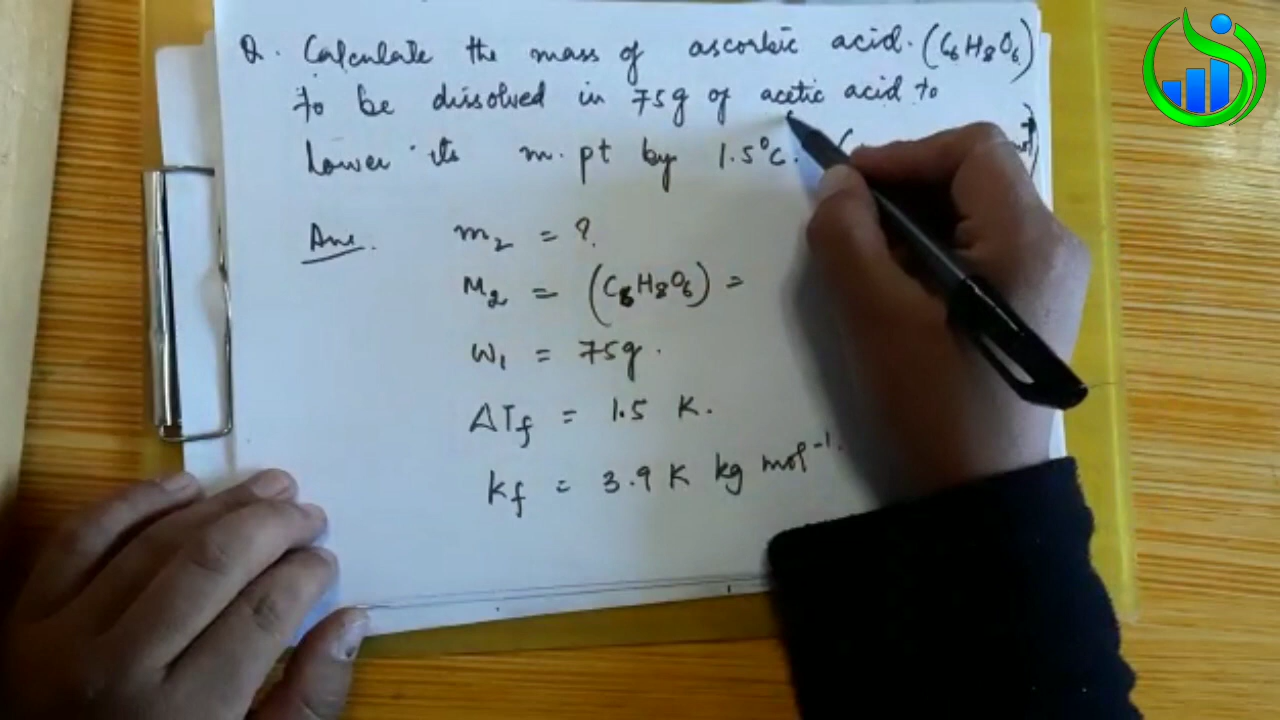 Q. Calculate the mass of ascorbic acid. (C6H8O6)
to be dissolved in 75g of acetic acid to
Lower its m. pt by 1.5°C. (
Ans. m₂ = ?
M₂ = (C6H8O6) =
W₁ = 75g.
ΔTf = 1.5 K.
Kf = 3.9 K kg mol⁻¹.